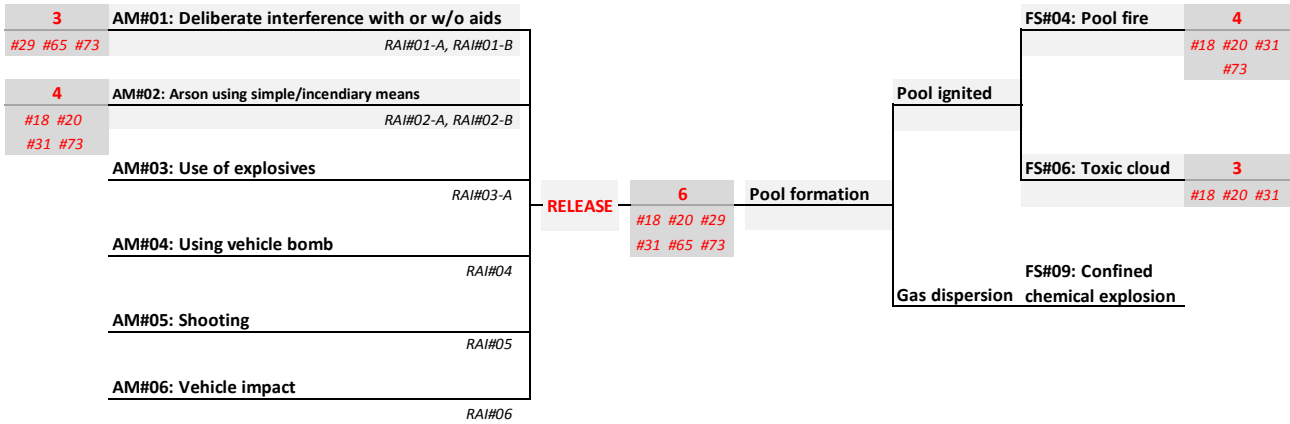 3
AM#01: Deliberate interference with or w/o aids
#29 #65 #73
RAI#01-A, RAI#01-B
4
AM#02: Arson using simple/incendiary means
#18 #20
#31 #73
RAI#02-A, RAI#02-B
AM#03: Use of explosives
RAI#03-A
AM#04: Using vehicle bomb
RAI#04
AM#05: Shooting
RAI#05
AM#06: Vehicle impact
RAI#06
RELEASE
6
#18 #20 #29
#31 #65 #73
Pool formation
Pool ignited
Gas dispersion
FS#04: Pool fire
4
#18 #20 #31
#73
FS#06: Toxic cloud
3
#18 #20 #31
FS#09: Confined
chemical explosion